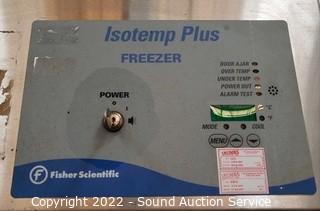 Isotemp Plus
FREEZER
DOOR AJAR
OVER TEMP
UNDER TEMP
POWER OUT
ALARM TEST
POWER
O
I
°C
°F
MODE
COOL
MENU
Fisher Scientific
Copyright 2022 - Sound Auction Service